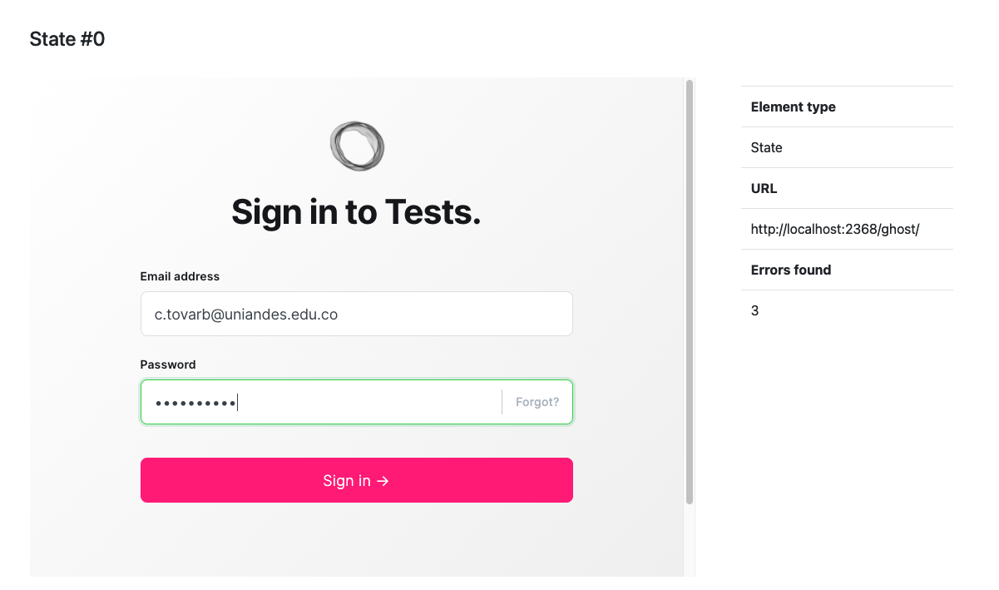 State #0
Sign in to Tests.
Email address
c.tovarb@uniandes.edu.co
Password
••••••••••
Forgot?
Sign in →
Element type
State
URL
http://localhost:2368/ghost/
Errors found
3